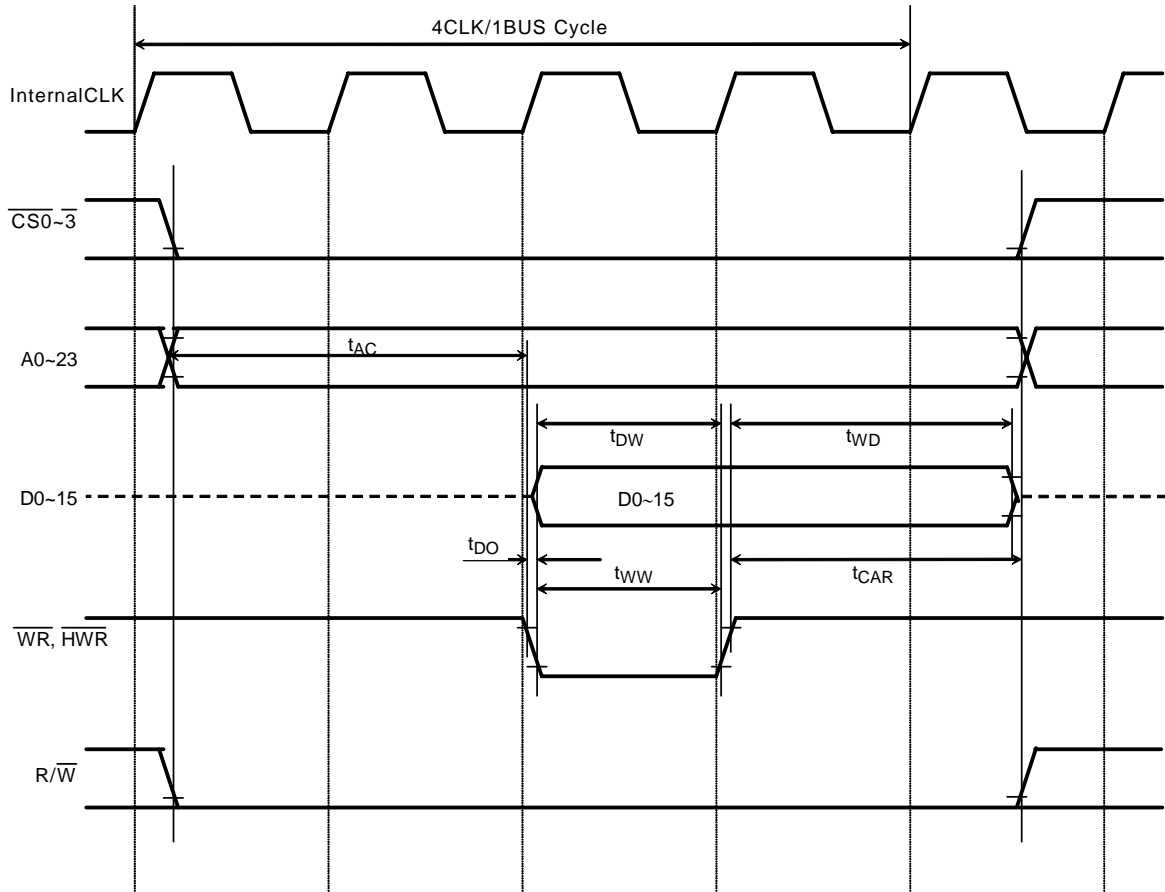 4CLK/1BUS Cycle
InternalCLK
CS0~3
A0~23
tAC
tDW
tWD
D0~15
D0~15
tDO
tWW
tCAR
WR, HWR
R/W